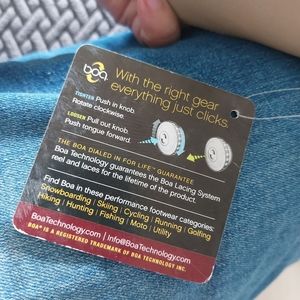 boa
With the right gear
everything just clicks.
TIGHTEN Push in knob.
Rotate clockwise.
LOOSEN Pull out knob.
Push tongue forward.
THE BOA DIALED IN FOR LIFE™ GUARANTEE
Boa Technology guarantees the Boa Lacing System
reel and laces for the lifetime of the product.
Find Boa in these performance footwear categories:
Snowboarding | Skiing | Cycling | Running | Golfing
Hiking | Hunting | Fishing | Moto | Utility
BoaTechnology.com | Info@BoaTechnology.com
BOA® IS A REGISTERED TRADEMARK OF BOA TECHNOLOGY INC.